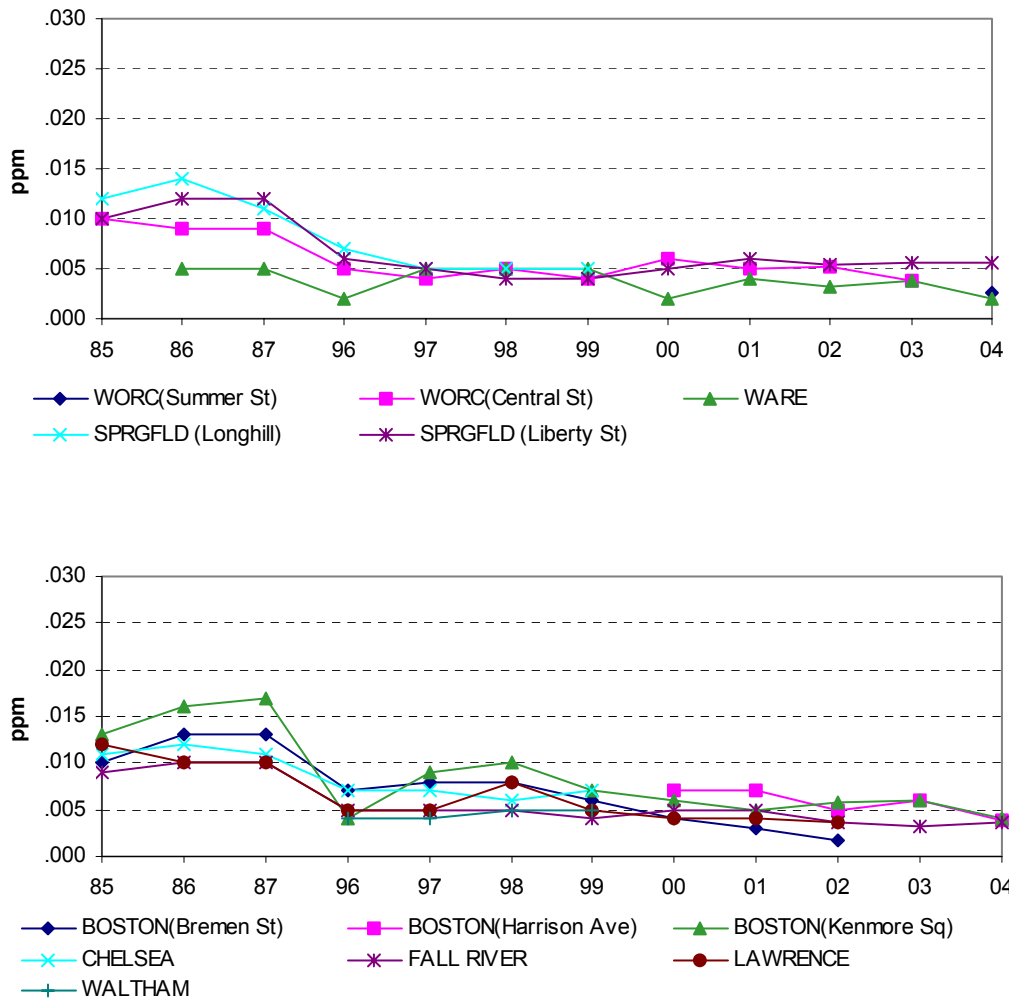 .030
.025
.020
.015
.010
.005
.000
ppm
85 86 87 96 97 98 99 00 01 02 03 04
WORC(Summer St) WORC(Central St) WARE
SPRGFLD (Longhill) SPRGFLD (Liberty St)
.030
.025
.020
.015
.010
.005
.000
ppm
85 86 87 96 97 98 99 00 01 02 03 04
BOSTON(Bremen St) BOSTON(Harrison Ave) BOSTON(Kenmore Sq)
CHELSEA FALL RIVER LAWRENCE
WALTHAM